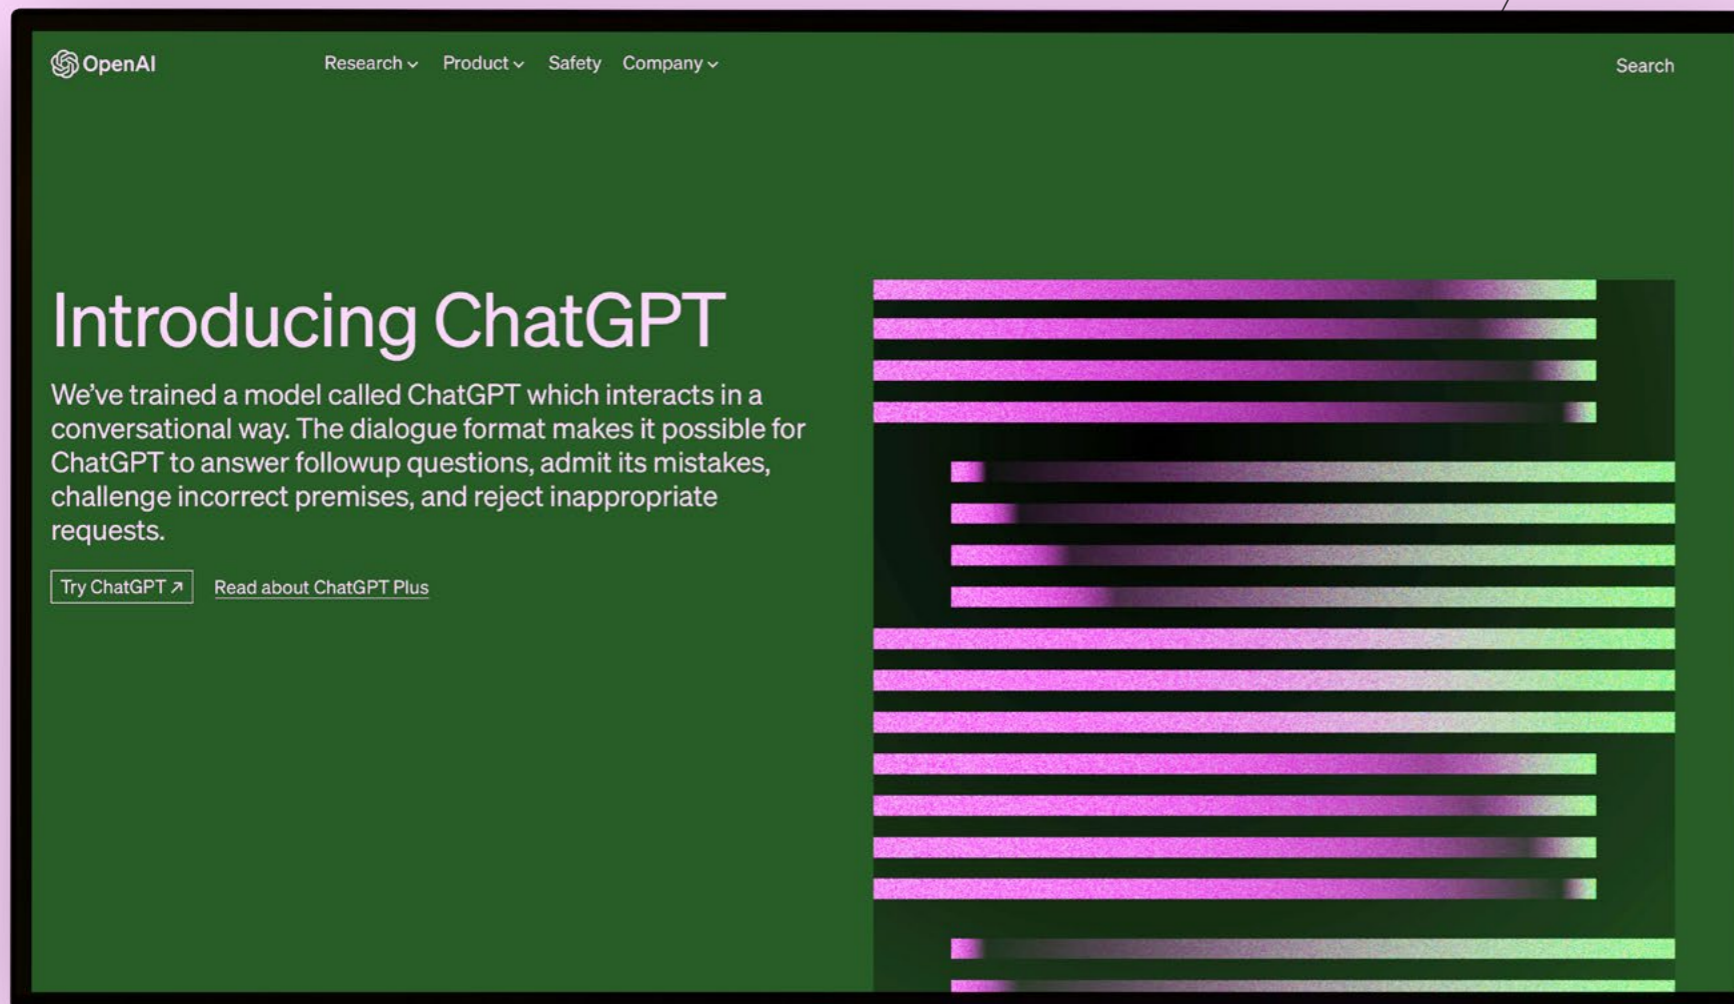 OpenAI
Research Product Safety Company
Search
Introducing ChatGPT
We’ve trained a model called ChatGPT which interacts in a
conversational way. The dialogue format makes it possible for
ChatGPT to answer followup questions, admit its mistakes,
challenge incorrect premises, and reject inappropriate
requests.
Try ChatGPT ↗ Read about ChatGPT Plus